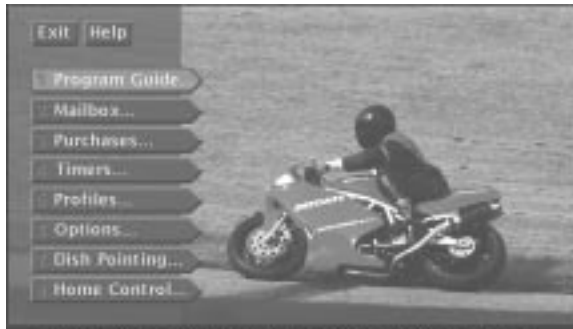 Exit Help
Program Guide..
Mailbox...
Purchases...
Timers...
Profiles...
Options...
Dish Pointing...
Home Control...